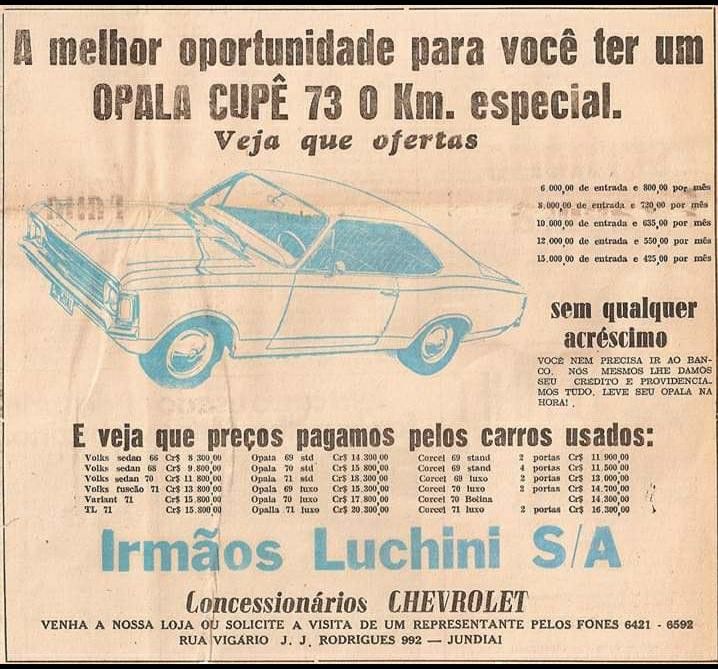 A melhor oportunidade para você ter um
OPALA CUPÊ 73 0 Km. especial.
Veja que ofertas
6.000,00 de entrada e 800,00 por mês
8.000,00 de entrada e 720,00 por mês
10.000,00 de entrada e 635,00 por mês
12.000,00 de entrada e 550,00 por mês
15.000,00 de entrada e 425,00 por mês
sem qualquer
acréscimo
VOCÊ NEM PRECISA IR AO BAN-
CO. NÓS MESMOS LHE DAMOS
SEU CRÉDITO E PROVIDENCIA-
MOS TUDO. LEVE SEU OPALA NA
HORA!.
E veja que preços pagamos pelos carros usados:
Volks sedan 66 Cr$ 8.300,00 Opala 69 std Cr$ 14.300,00 Corcel 69 stand 2 portas Cr$ 11.900,00
Volks sedan 68 Cr$ 9.800,00 Opala 70 std Cr$ 15.800,00 Corcel 69 stand 4 portas Cr$ 11.500,00
Volks sedan 70 Cr$ 11.800,00 Opala 71 std Cr$ 18.300,00 Corcel 69 luxo 2 portas Cr$ 13.000,00
Volks fuscão 71 Cr$ 13.800,00 Opala 69 luxo Cr$ 15.300,00 Corcel 70 luxo 2 portas Cr$ 14.700,00
Variant 71 Cr$ 15.800,00 Opala 70 luxo Cr$ 17.800,00 Corcel 70 Belina Cr$ 14.300,00
TL 71 Cr$ 15.800,00 Opalla 71 luxo Cr$ 20.300,00 Corcel 71 luxo 2 portas Cr$ 16.300,00
Irmãos Luchini S/A
Concessionários CHEVROLET
VENHA A NOSSA LOJA OU SOLICITE A VISITA DE UM REPRESENTANTE PELOS FONES 6421 - 6592
RUA VIGÁRIO J. J. RODRIGUES 992 — JUNDIAI